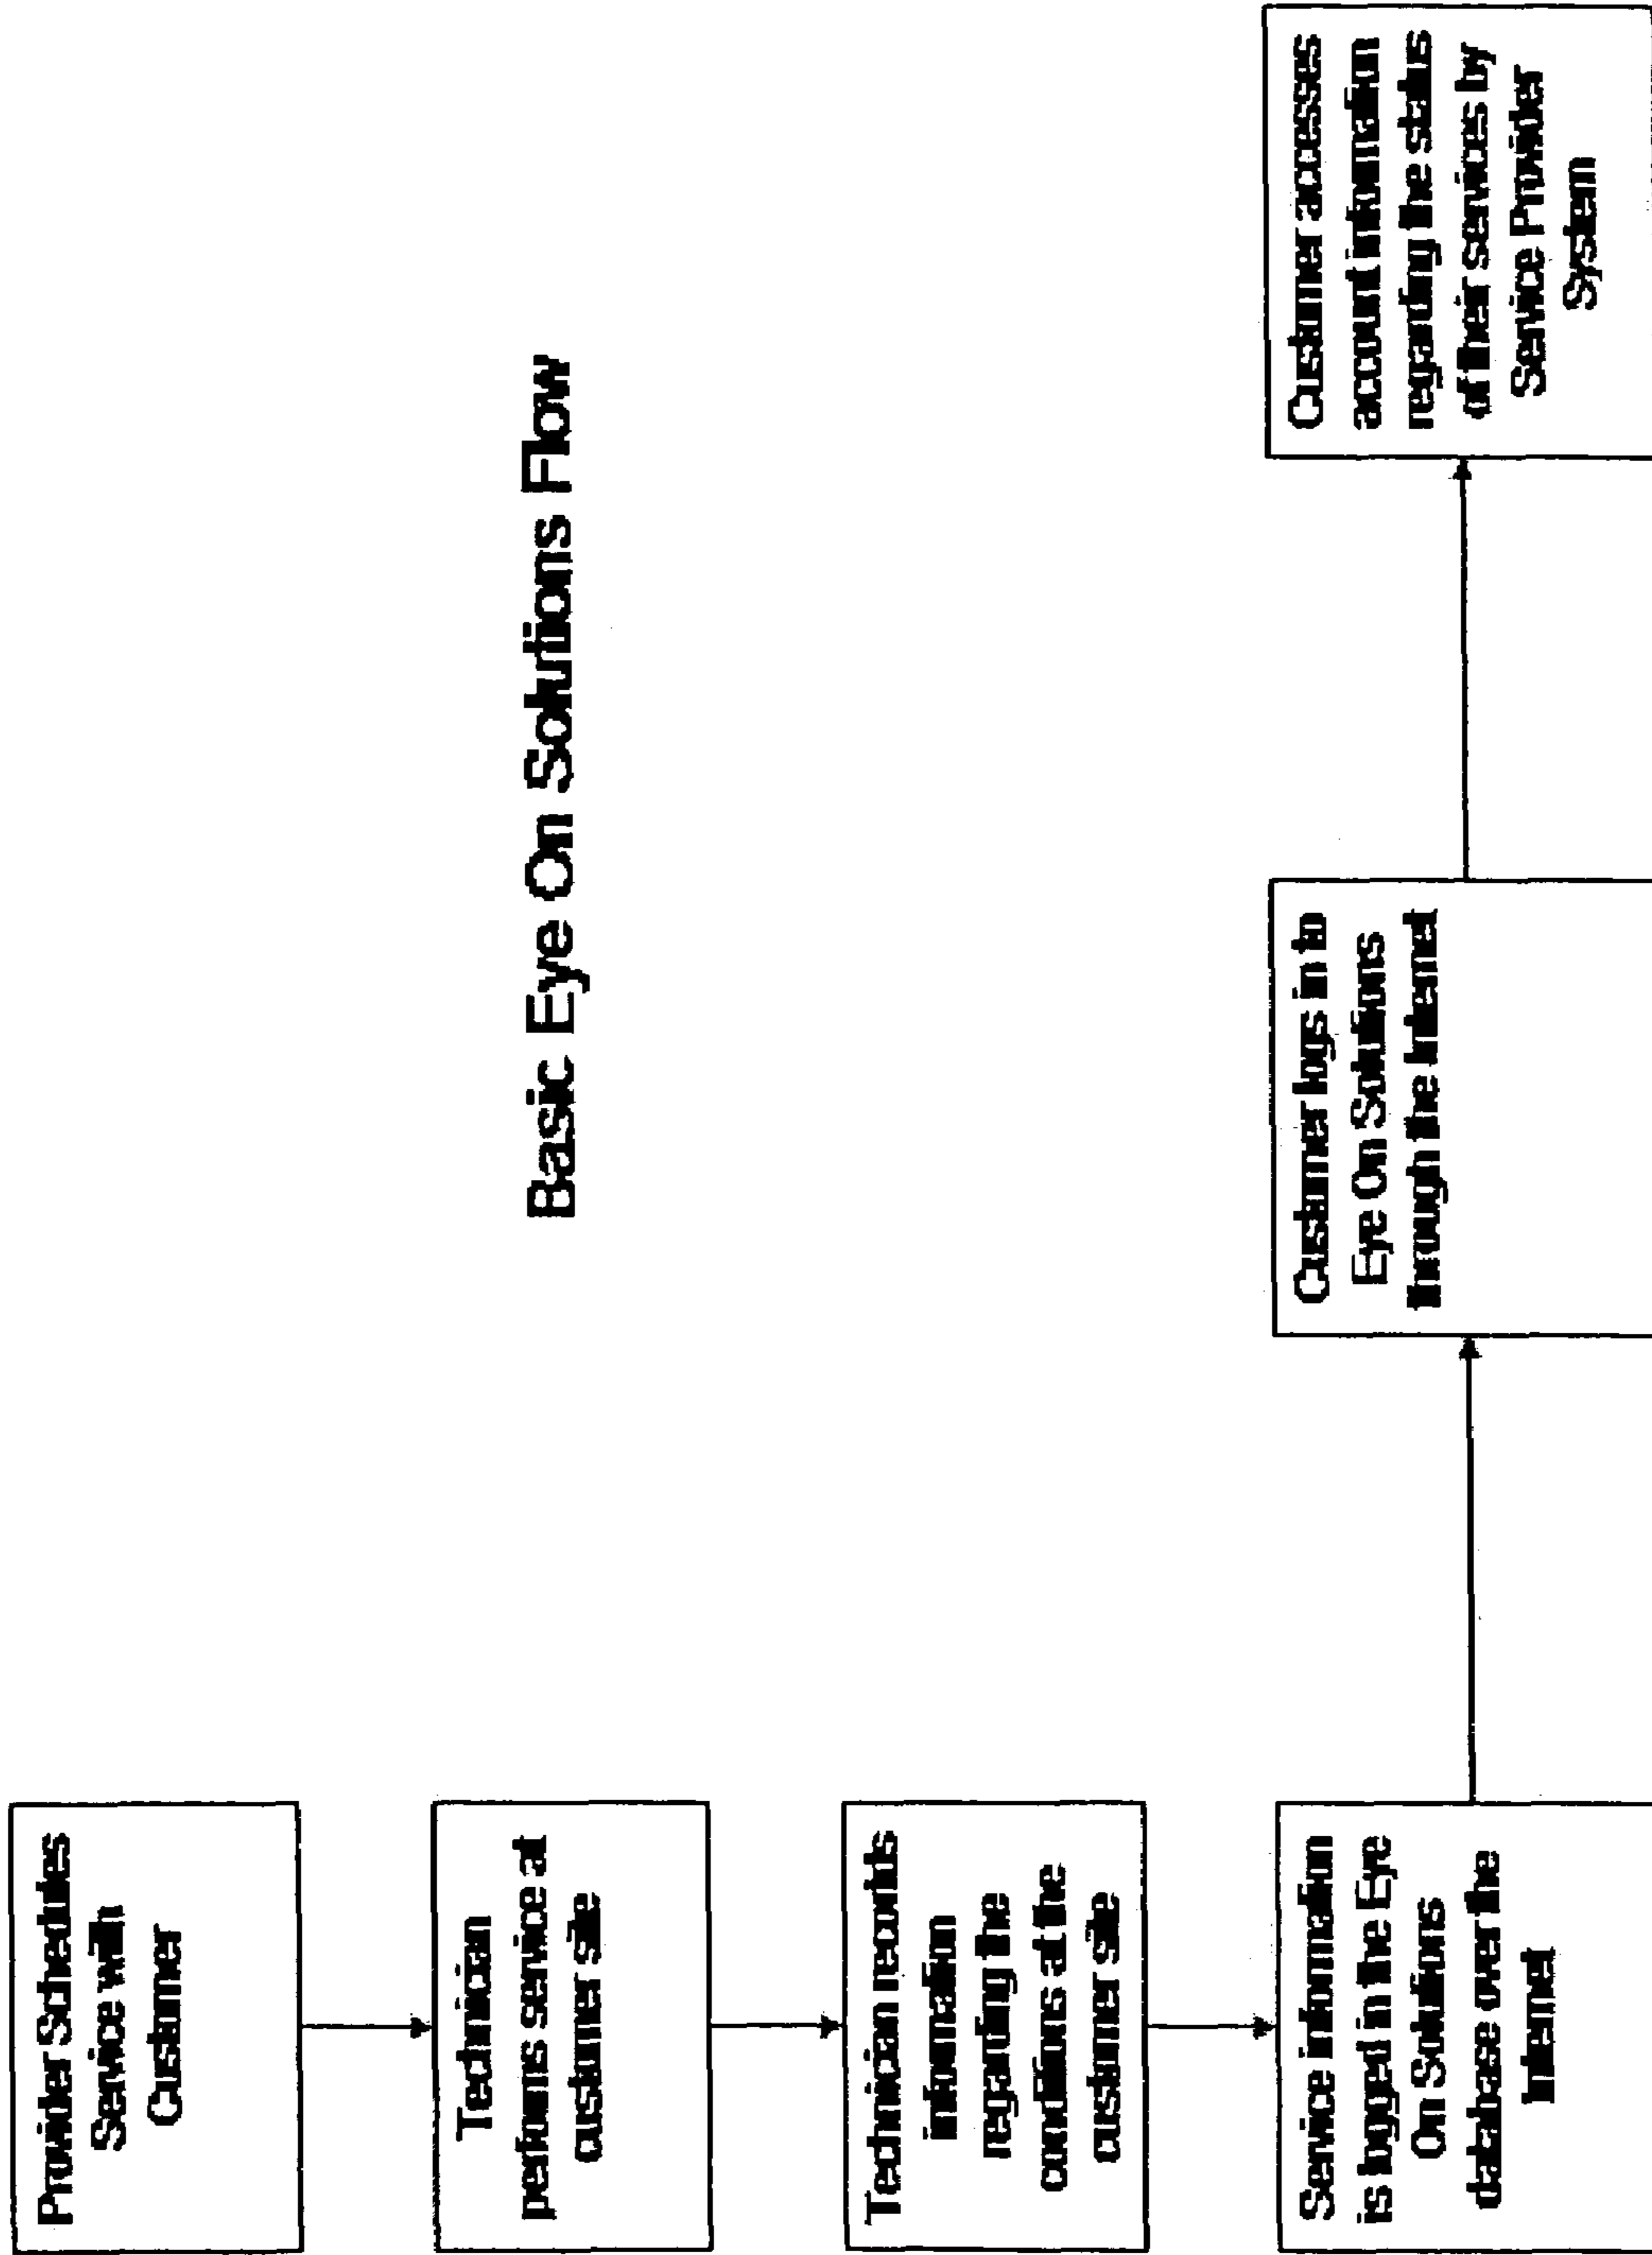 Basic Eye On Solutions Flow
Provider Schedules
Service with
Customer
Technician
performs service at
customer site
Technician records
information
regarding the
conditions at the
customer site
Service information
is logged in the Eye
On Solutions
database over the
Internet
Customer logs in to
Eye On Solutions
through the Internet
Customer accesses
account information
regarding the status
of their services by
Service Provider
System